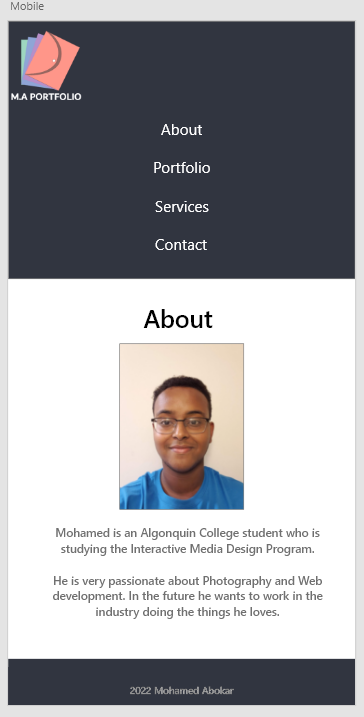 Mobile
M.A PORTFOLIO
About
Portfolio
Services
Contact
About
Mohamed is an Algonquin College student who is
studying the Interactive Media Design Program.
He is very passionate about Photography and Web
development. In the future he wants to work in the
industry doing the things he loves.
2022 Mohamed Abokar